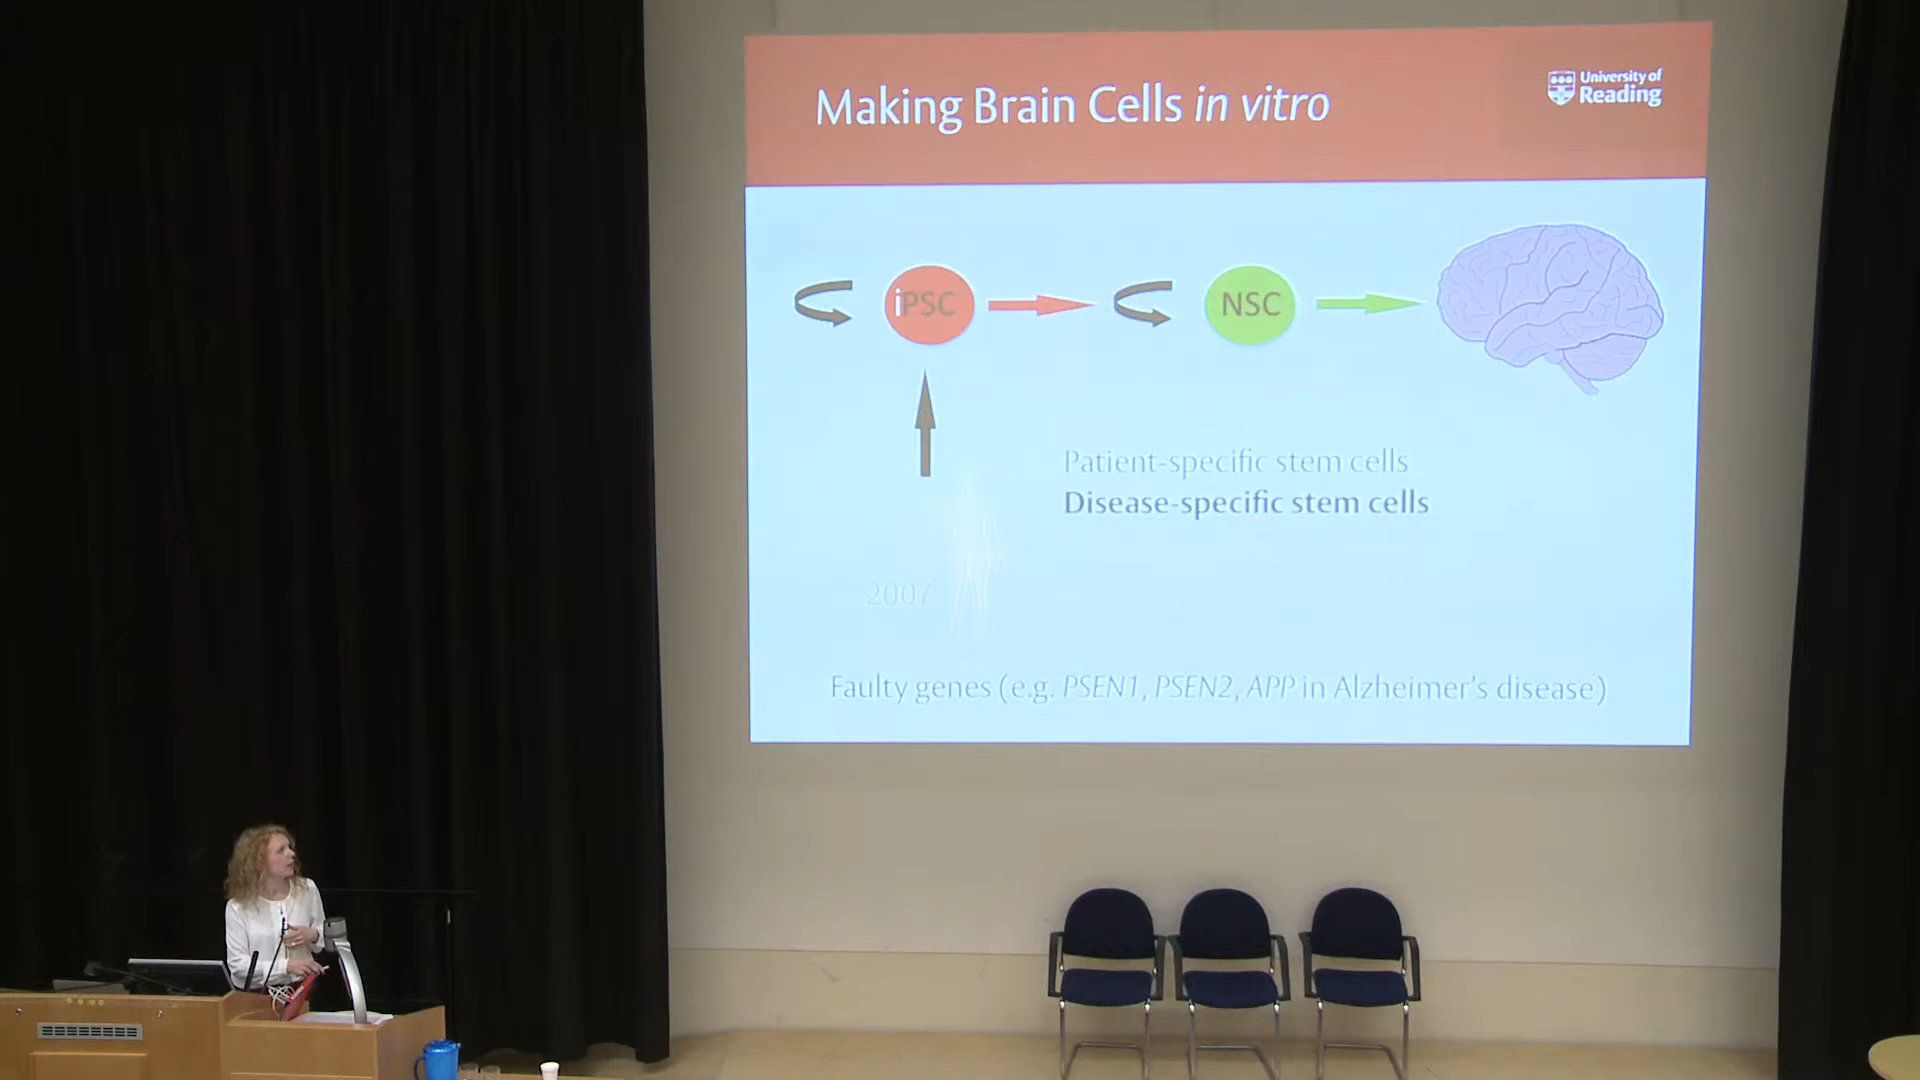 Making Brain Cells in vitro
University of
Reading
iPSC
NSC
Patient-specific stem cells
Disease-specific stem cells
2007
Faulty genes (e.g. PSEN1, PSEN2, APP in Alzheimer's disease)